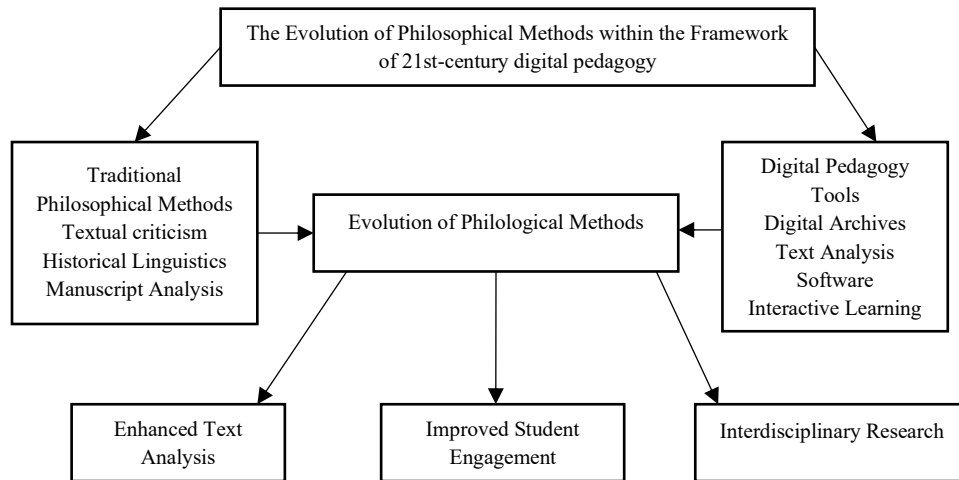 The Evolution of Philosophical Methods within the Framework
of 21st-century digital pedagogy
Traditional
Philosophical Methods
Textual criticism
Historical Linguistics
Manuscript Analysis
Evolution of Philological Methods
Digital Pedagogy
Tools
Digital Archives
Text Analysis
Software
Interactive Learning
Enhanced Text
Analysis
Improved Student
Engagement
Interdisciplinary Research